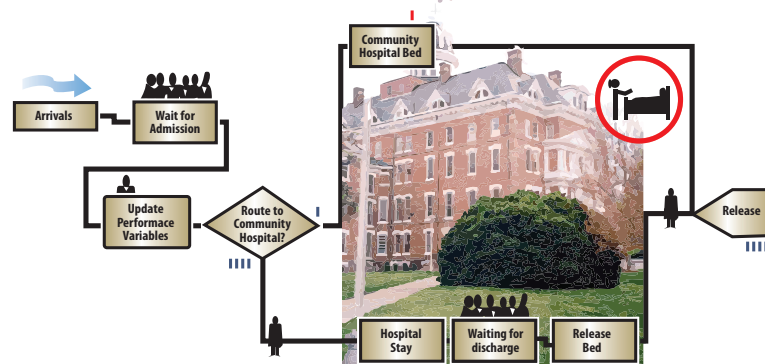 Community
Hospital Bed
Arrivals
Wait for
Admission
Update
Performace
Variables
Route to
Community
Hospital?
Release
Hospital
Stay
Waiting for
discharge
Release
Bed